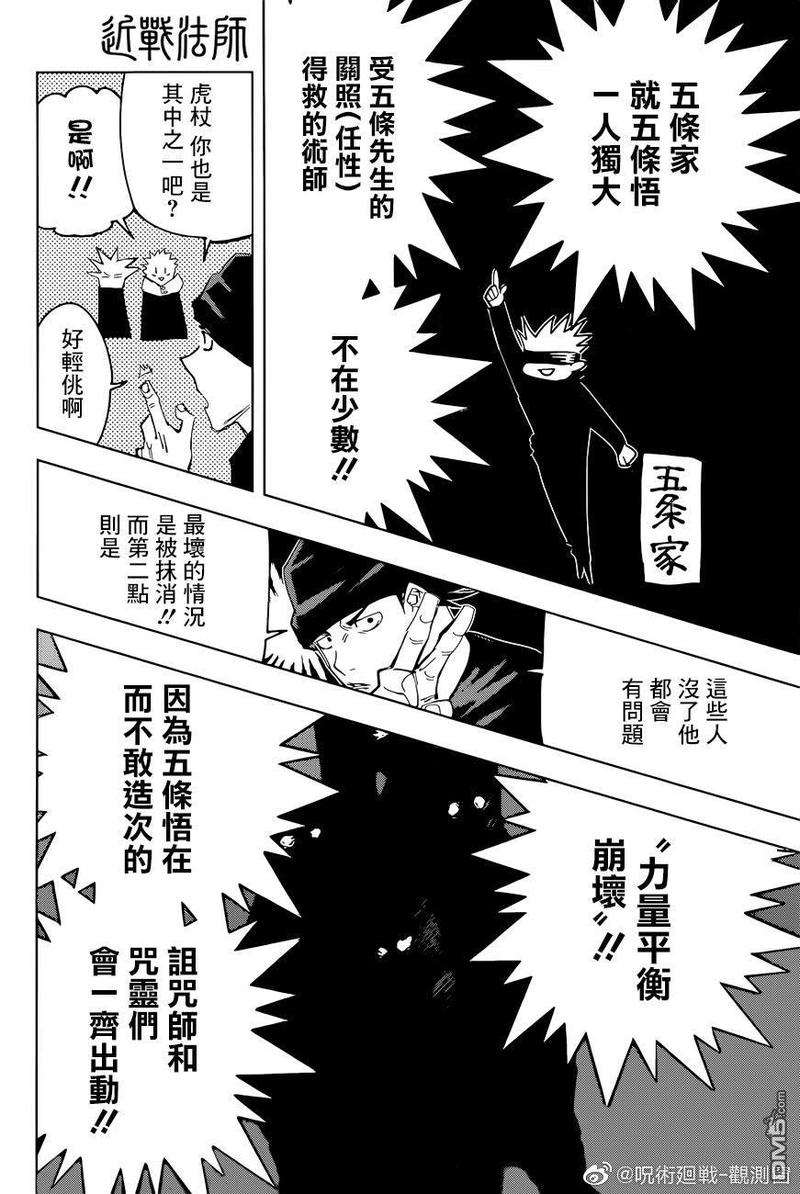 近戰法師
五條家
就五條悟
一人獨大
五条家
受五條先生的
關照(任性)
得救的術師
不在少數!!
虎杖 你也是
其中之一吧?
是啊!!
好輕佻啊
這些人
沒了他
都會
有問題
最壞的情況
是被抹消!!
而第二點
則是
〝力量平衡
崩壞〞!!
因為五條悟在
而不敢造次的
詛咒師和
咒靈們
會一齊出動!!
DM5.com
@呪術廻戦-觀測者